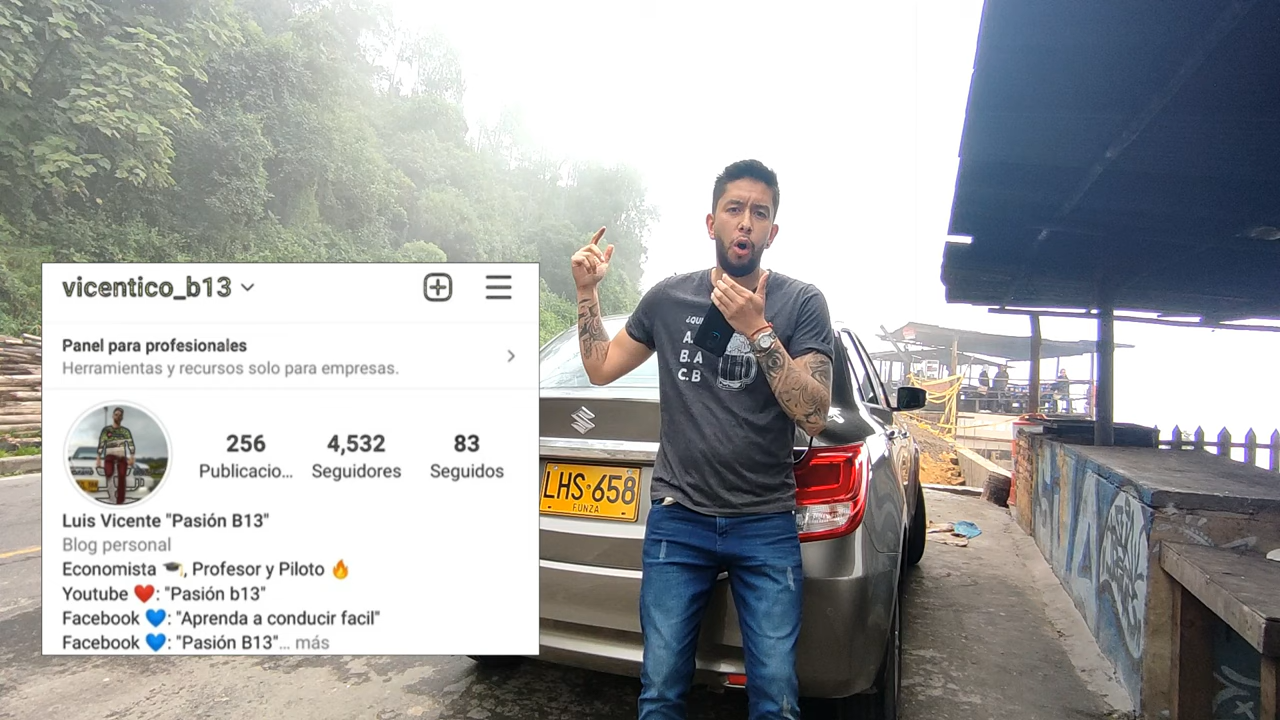 vicentico_b13
Panel para profesionales
Herramientas y recursos solo para empresas.
256 4,532 83
Publicacio... Seguidores Seguidos
Luis Vicente "Pasión B13"
Blog personal
Economista 🎓, Profesor y Piloto 🔥
Youtube ❤️: "Pasión b13"
Facebook 💙: "Aprenda a conducir facil"
Facebook 💙: "Pasión B13"... más
¿QU
A.
B. A
C. B
LHS·658
FUNZA